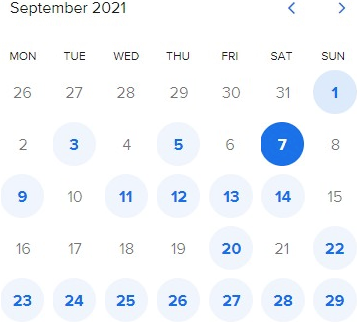 September 2021
MON TUE WED THU FRI SAT SUN
26 27 28 29 30 31 1
2 3 4 5 6 7 8
9 10 11 12 13 14 15
16 17 18 19 20 21 22
23 24 25 26 27 28 29